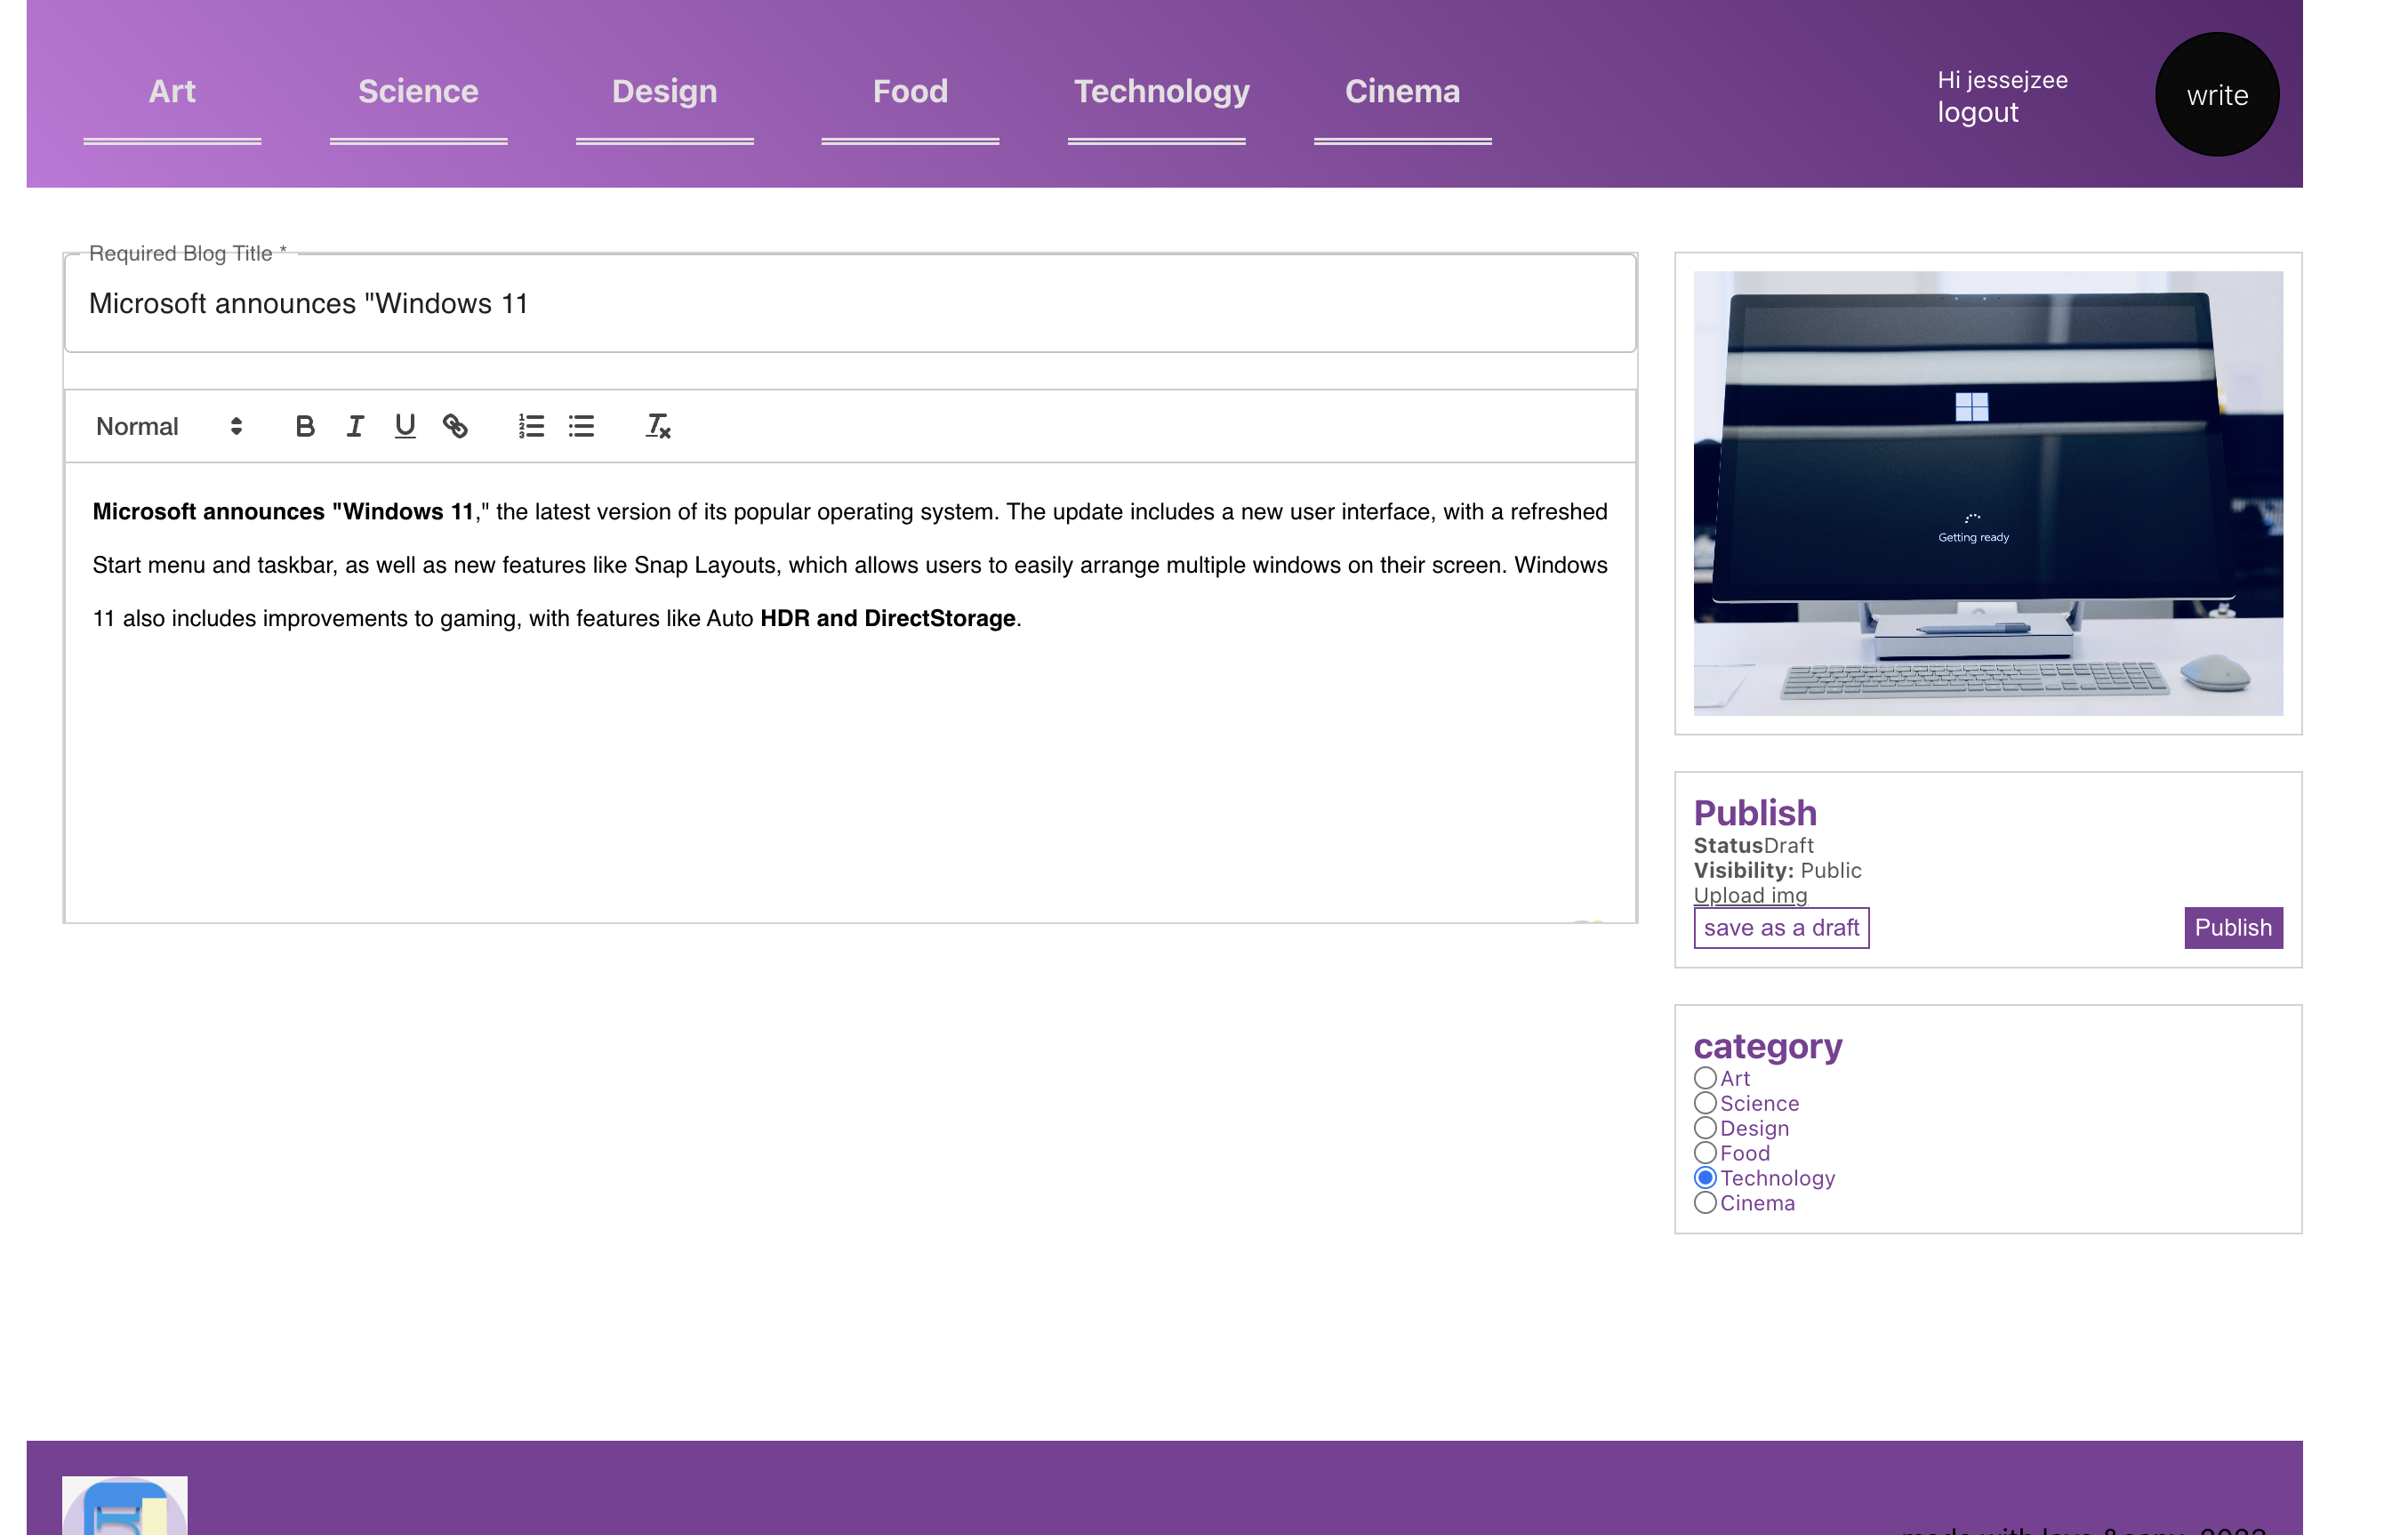 Art
Science
Design
Food
Technology
Cinema
Hi jessejzee
logout
write
Required Blog Title *
Microsoft announces "Windows 11
Normal
Microsoft announces "Windows 11," the latest version of its popular operating system. The update includes a new user interface, with a refreshed
Start menu and taskbar, as well as new features like Snap Layouts, which allows users to easily arrange multiple windows on their screen. Windows
11 also includes improvements to gaming, with features like Auto HDR and DirectStorage.
Getting ready
Publish
StatusDraft
Visibility: Public
Upload img
save as a draft
Publish
category
Art
Science
Design
Food
Technology
Cinema